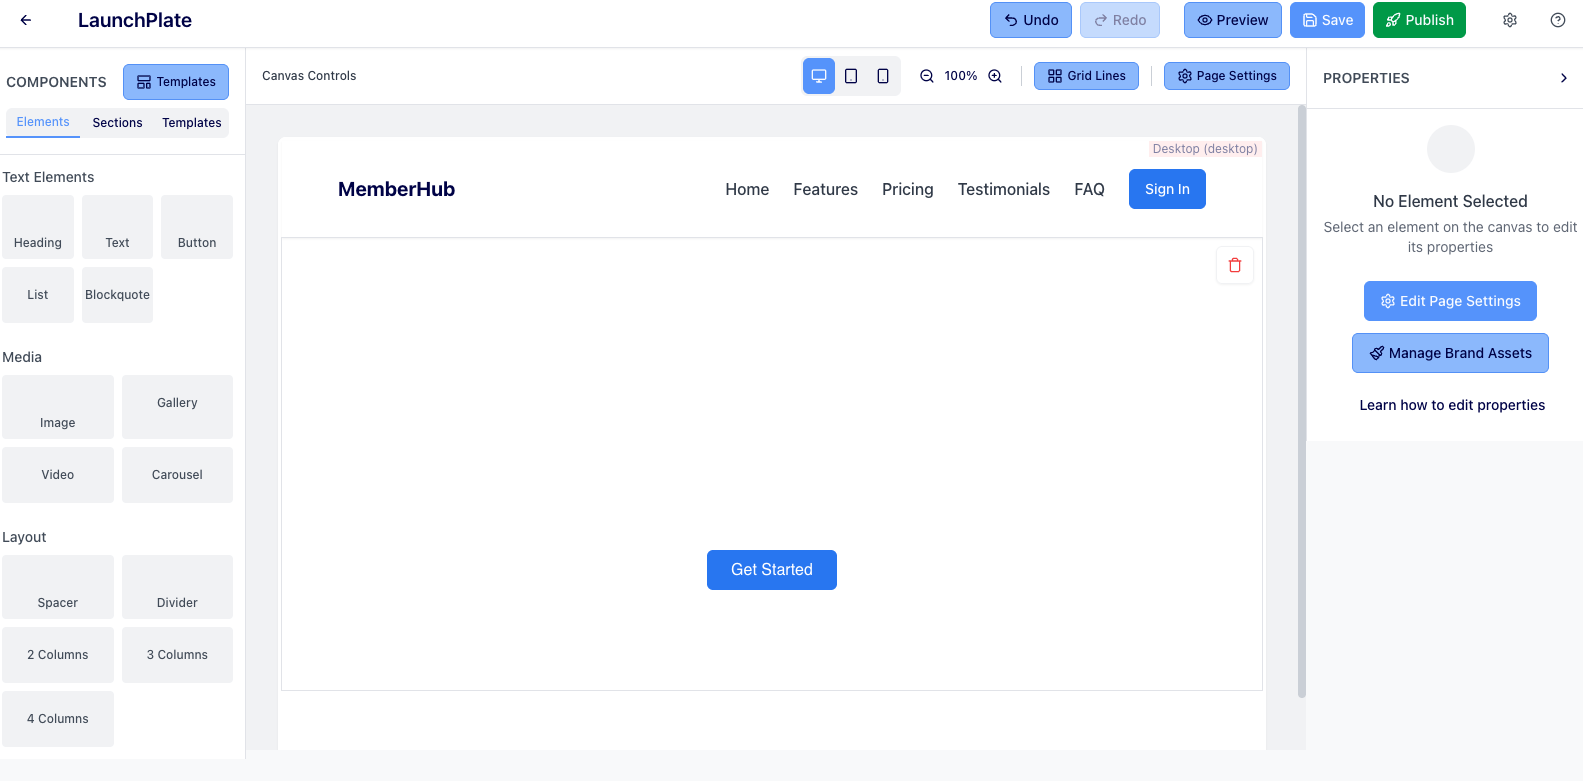 LaunchPlate
Undo
Redo
Preview
Save
Publish
COMPONENTS
Templates
Elements
Sections
Templates
Text Elements
Heading
Text
Button
List
Blockquote
Media
Image
Gallery
Video
Carousel
Layout
Spacer
Divider
2 Columns
3 Columns
4 Columns
Canvas Controls
100%
Grid Lines
Page Settings
Desktop (desktop)
MemberHub
Home
Features
Pricing
Testimonials
FAQ
Sign In
Get Started
PROPERTIES
No Element Selected
Select an element on the canvas to edit
its properties
Edit Page Settings
Manage Brand Assets
Learn how to edit properties